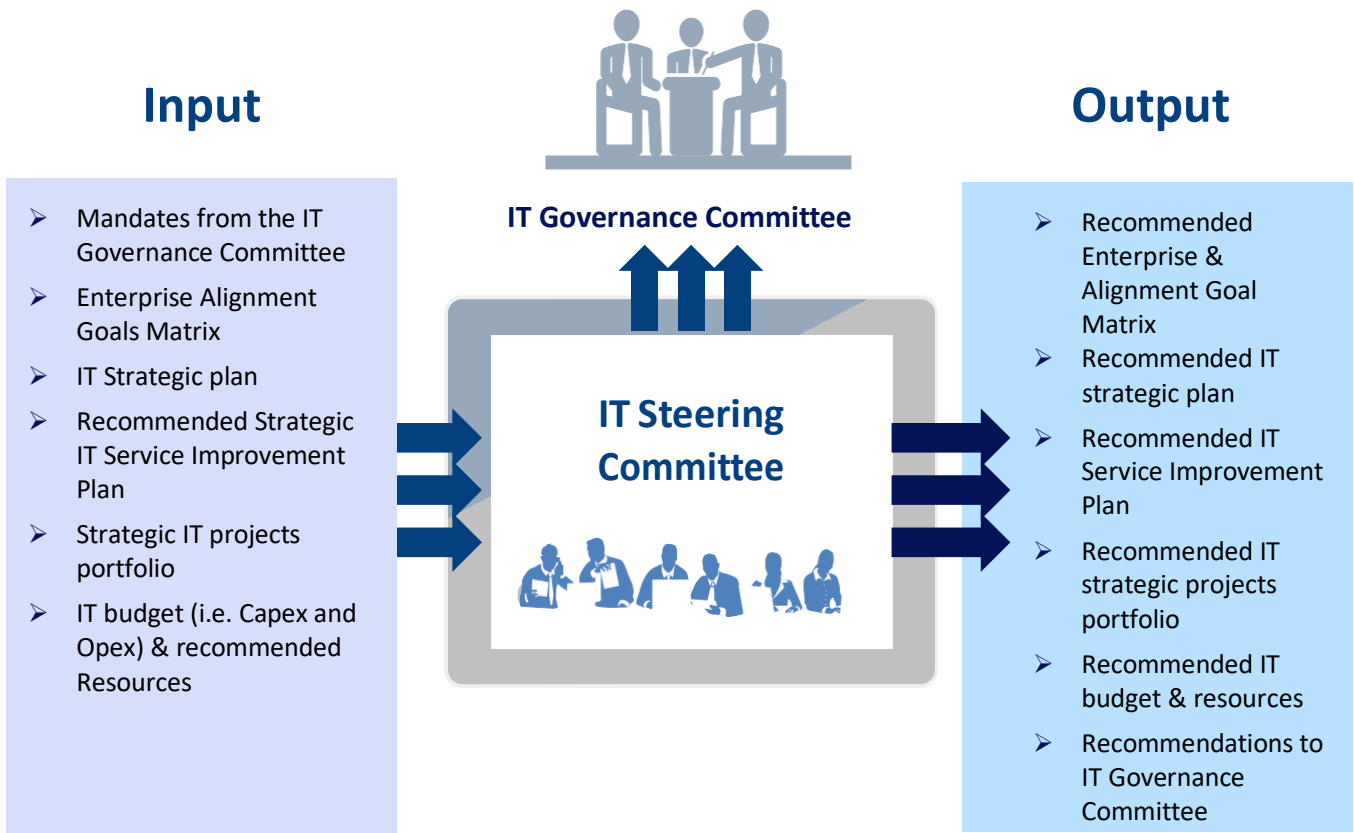 Input
Mandates from the IT
Governance Committee
Enterprise Alignment
Goals Matrix
IT Strategic plan
Recommended Strategic
IT Service Improvement
Plan
Strategic IT projects
portfolio
IT budget (i.e. Capex and
Opex) & recommended
Resources
IT Governance Committee
IT Steering
Committee
Output
Recommended
Enterprise &
Alignment Goal
Matrix
Recommended IT
strategic plan
Recommended IT
Service Improvement
Plan
Recommended IT
strategic projects
portfolio
Recommended IT
budget & resources
Recommendations to
IT Governance
Committee